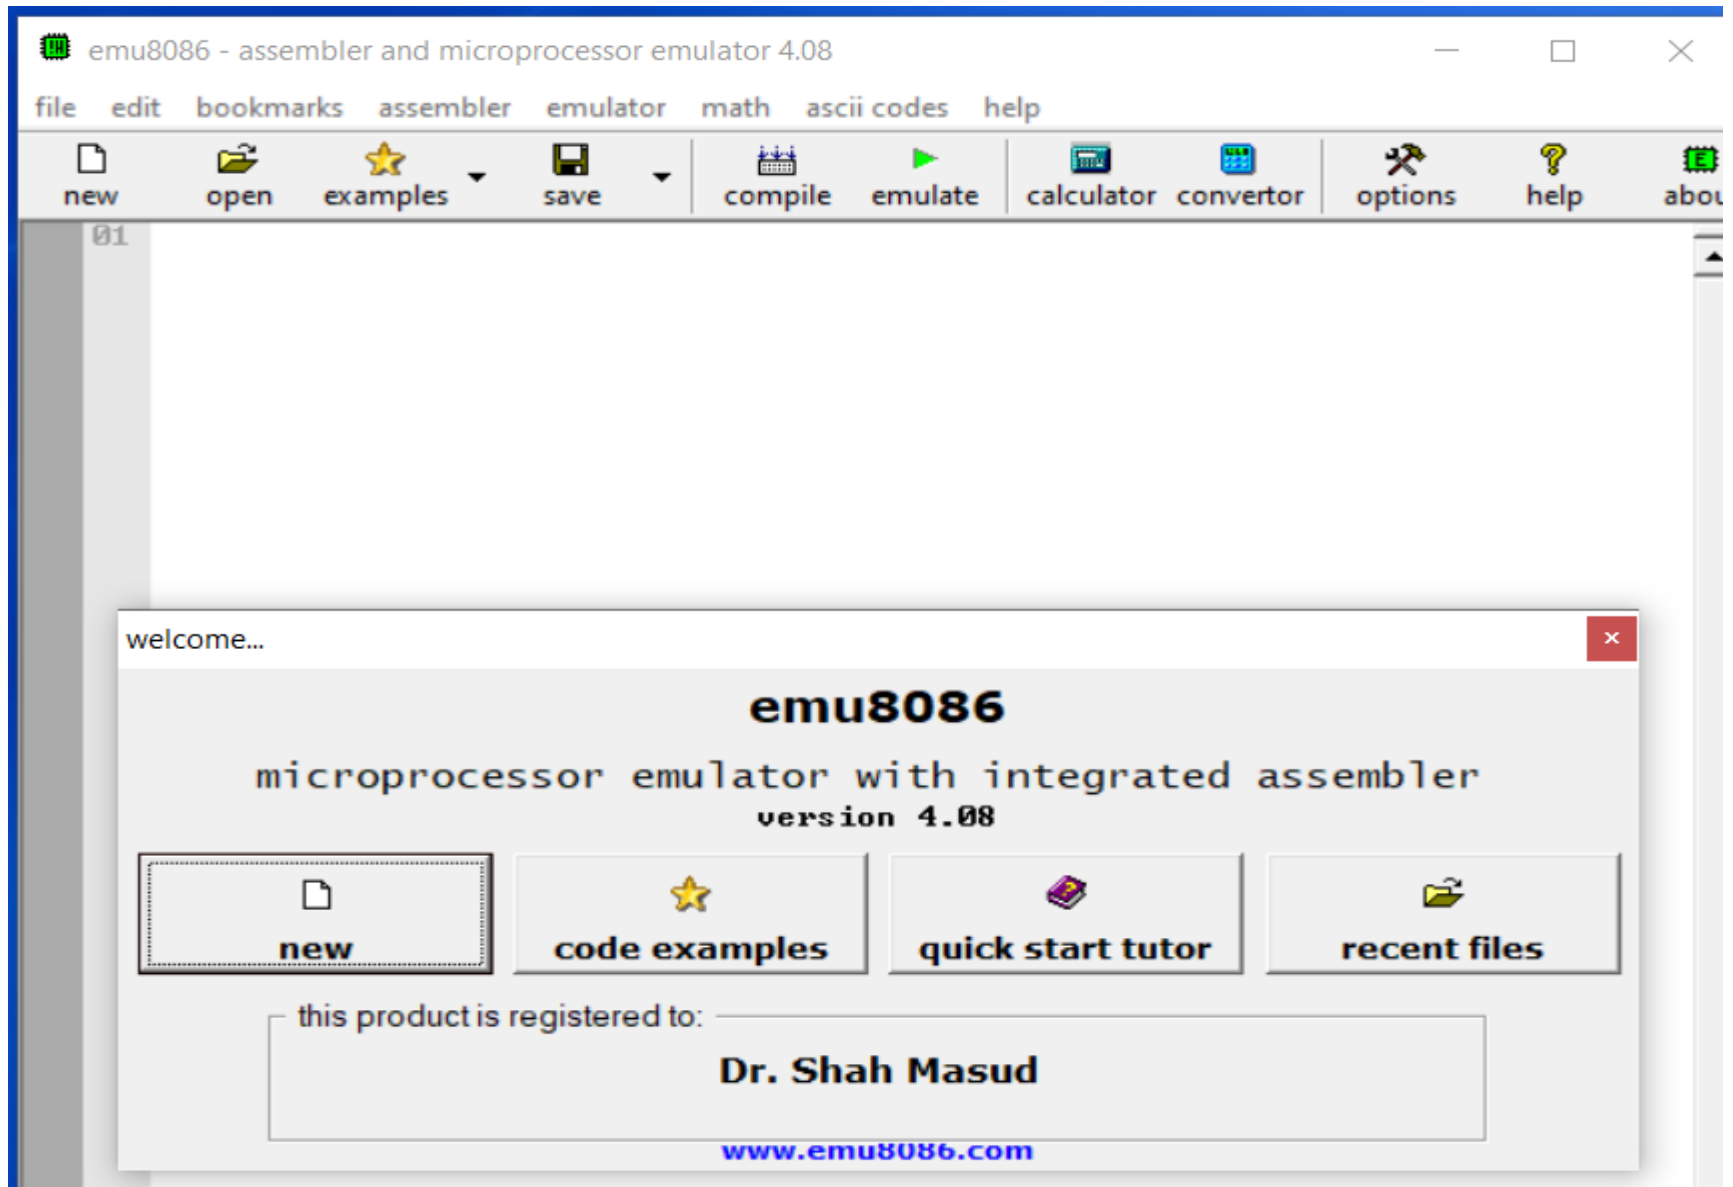 emu8086 - assembler and microprocessor emulator 4.08
file edit bookmarks assembler emulator math ascii codes help
new open examples save compile emulate calculator convertor options help abou
01
welcome...
emu8086
microprocessor emulator with integrated assembler
version 4.08
new code examples quick start tutor recent files
this product is registered to:
Dr. Shah Masud
www.emu8086.com